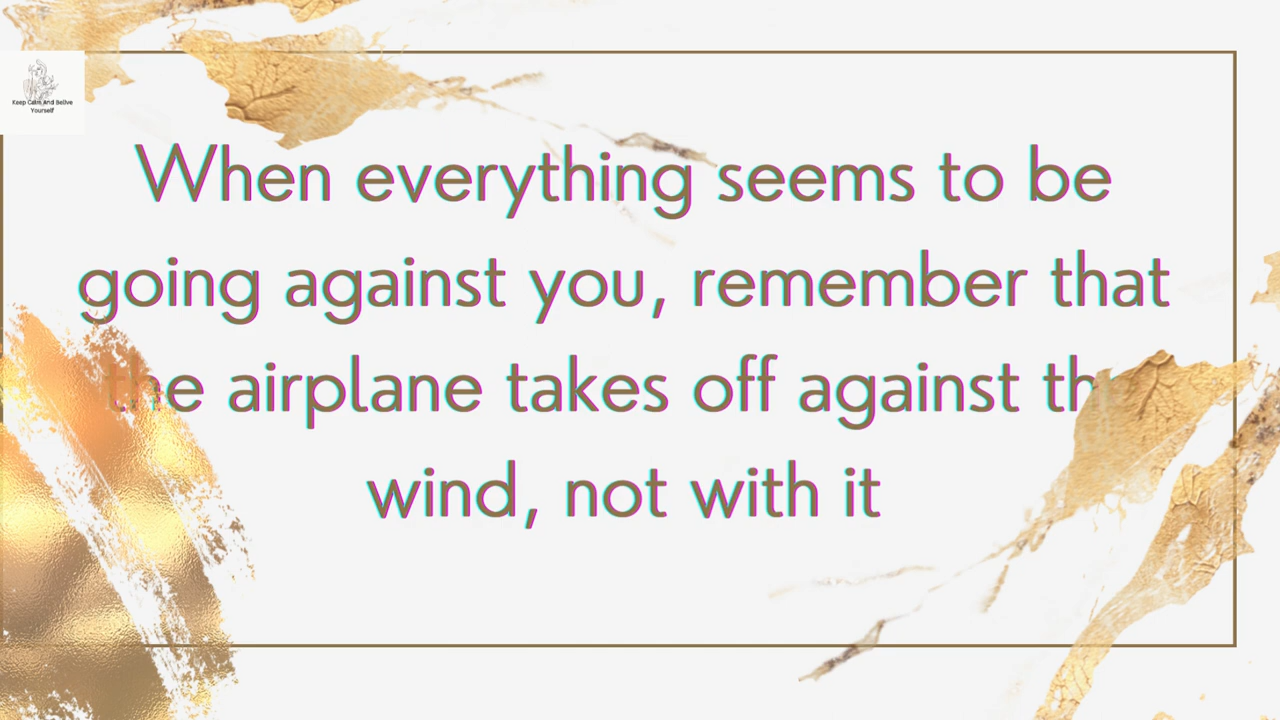 Keep Calm And Belive
Yourself
When everything seems to be
going against you, remember that
the airplane takes off against the
wind, not with it